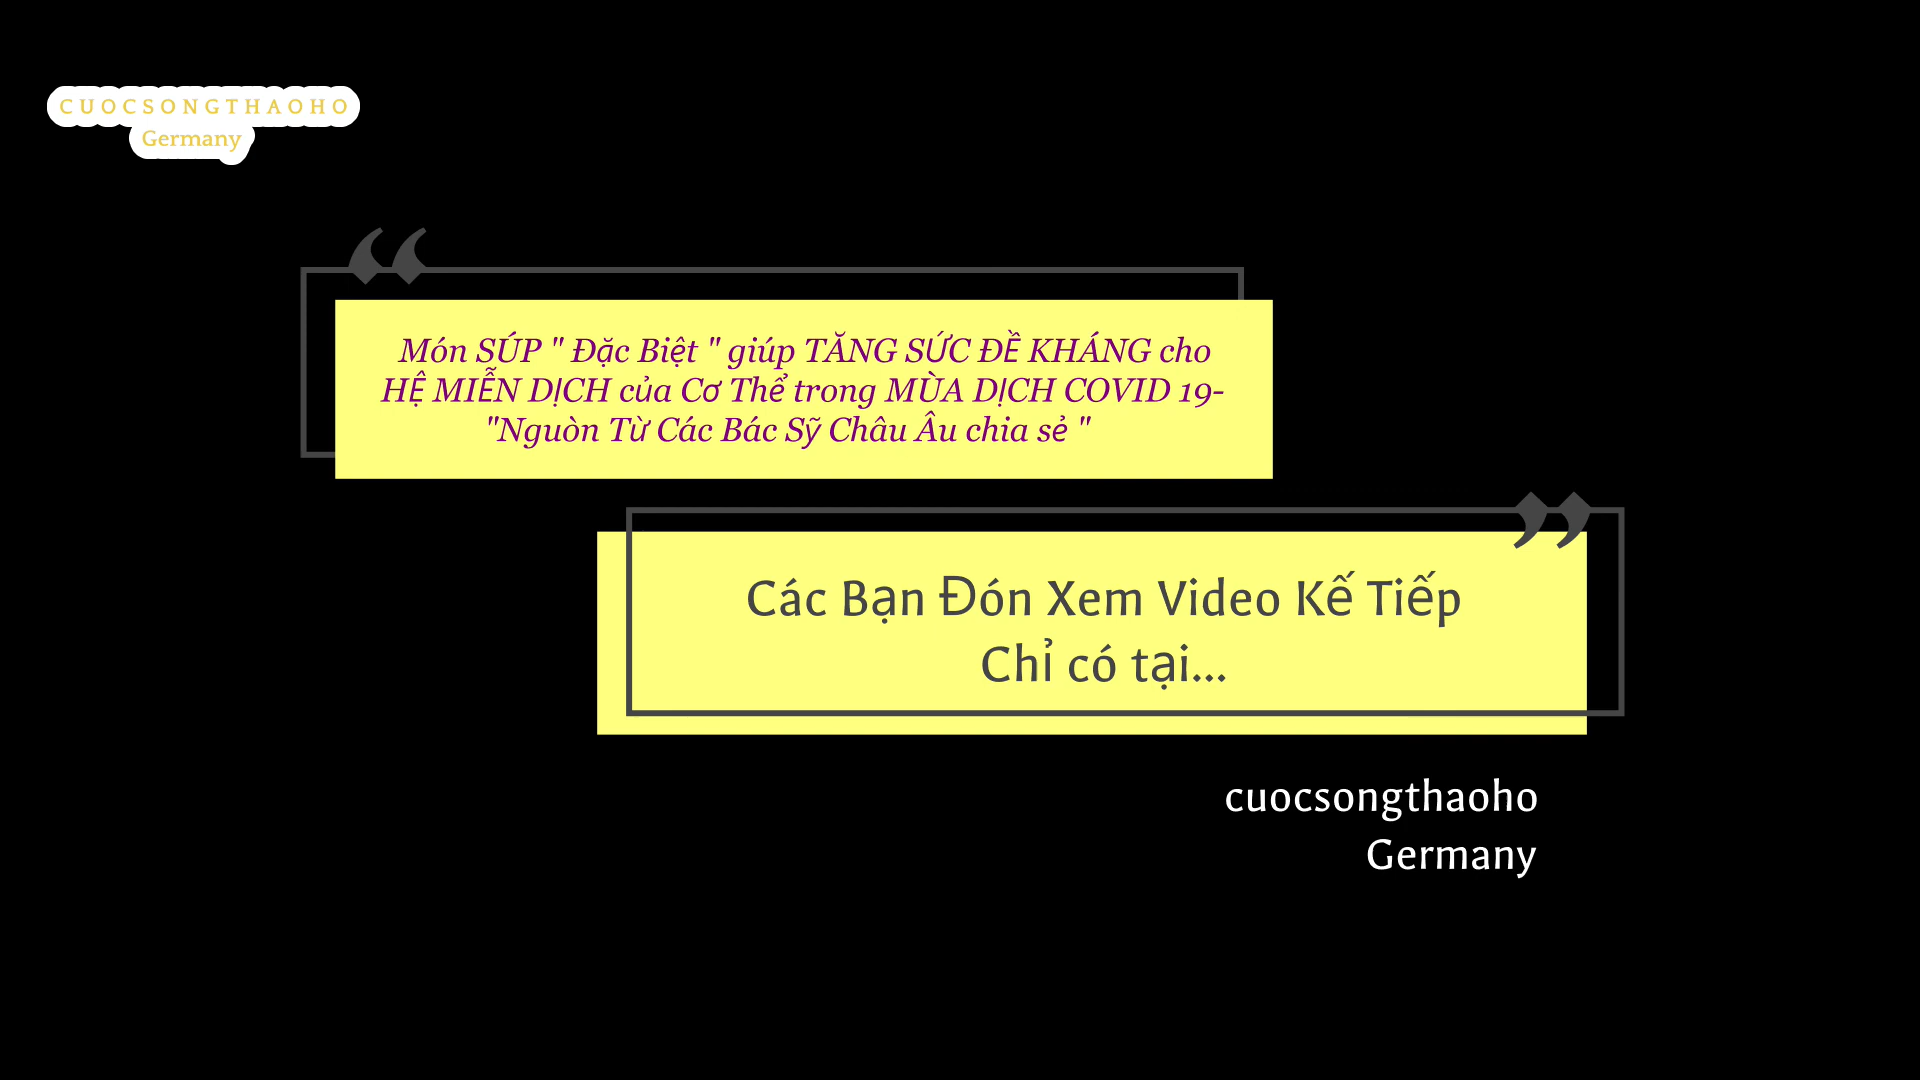 CUOCSONGTHAOHO
Germany
Món SÚP " Đặc Biệt " giúp TĂNG SỨC ĐỀ KHÁNG cho
HỆ MIỄN DỊCH của Cơ Thể trong MÙA DỊCH COVID 19-
"Nguòn Từ Các Bác Sỹ Châu Âu chia sẻ "
Các Bạn Đón Xem Video Kế Tiếp
Chỉ có tại...
cuocsongthaoho
Germany